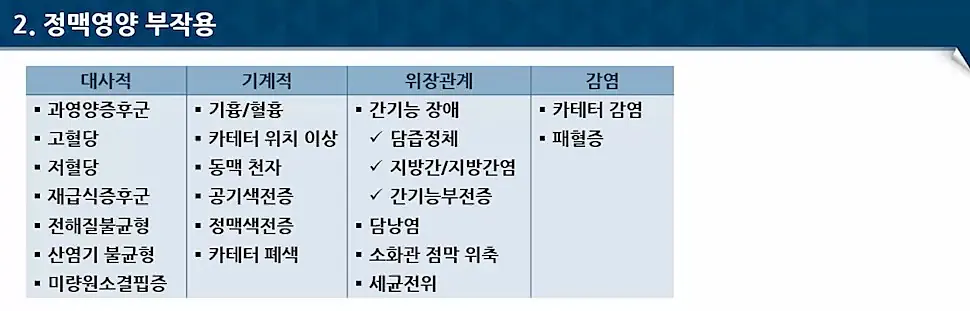 2. 정맥영양 부작용
대사적 기계적 위장관계 감염
▪ 과영양증후군 ▪ 기흉/혈흉 ▪ 간기능 장애 ▪ 카테터 감염
▪ 고혈당 ▪ 카테터 위치 이상 ✓ 담즙정체 ▪ 패혈증
▪ 저혈당 ▪ 동맥 천자 ✓ 지방간/지방간염
▪ 재급식증후군 ▪ 공기색전증 ✓ 간기능부전증
▪ 전해질불균형 ▪ 정맥색전증 ▪ 담낭염
▪ 산염기 불균형 ▪ 카테터 폐색 ▪ 소화관 점막 위축
▪ 미량원소결핍증 ▪ 세균전위